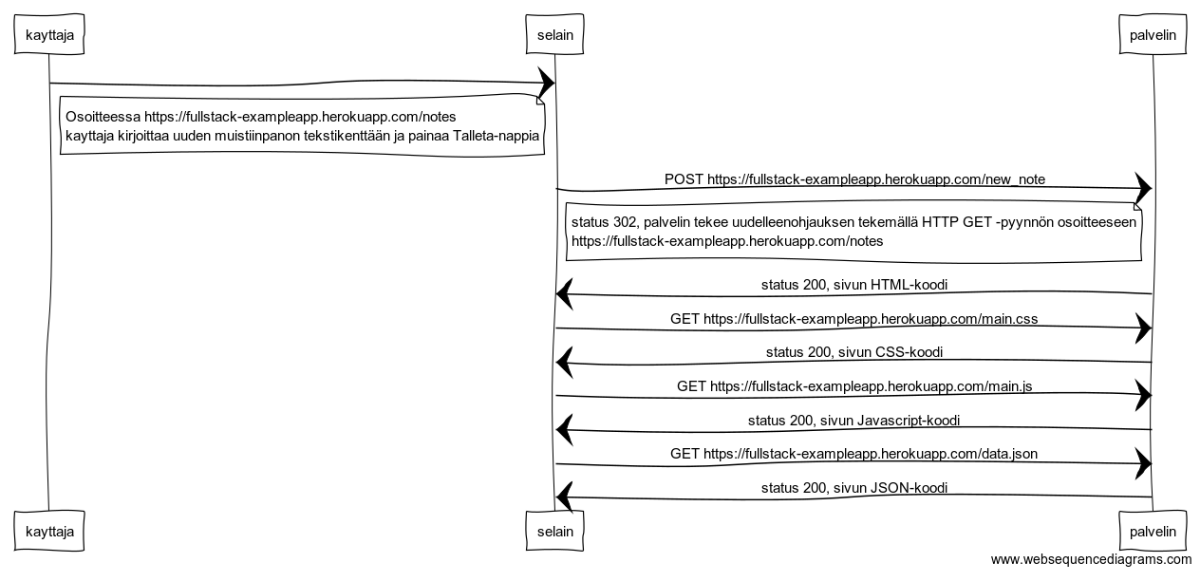 kayttaja
selain
palvelin
Osoitteessa https://fullstack-exampleapp.herokuapp.com/notes
kayttaja kirjoittaa uuden muistiinpanon tekstikenttään ja painaa Talleta-nappia
POST https://fullstack-exampleapp.herokuapp.com/new_note
status 302, palvelin tekee uudelleenohjauksen tekemällä HTTP GET -pyynnön osoitteeseen
https://fullstack-exampleapp.herokuapp.com/notes
status 200, sivun HTML-koodi
GET https://fullstack-exampleapp.herokuapp.com/main.css
status 200, sivun CSS-koodi
GET https://fullstack-exampleapp.herokuapp.com/main.js
status 200, sivun Javascript-koodi
GET https://fullstack-exampleapp.herokuapp.com/data.json
status 200, sivun JSON-koodi
kayttaja
selain
palvelin
www.websequencediagrams.com